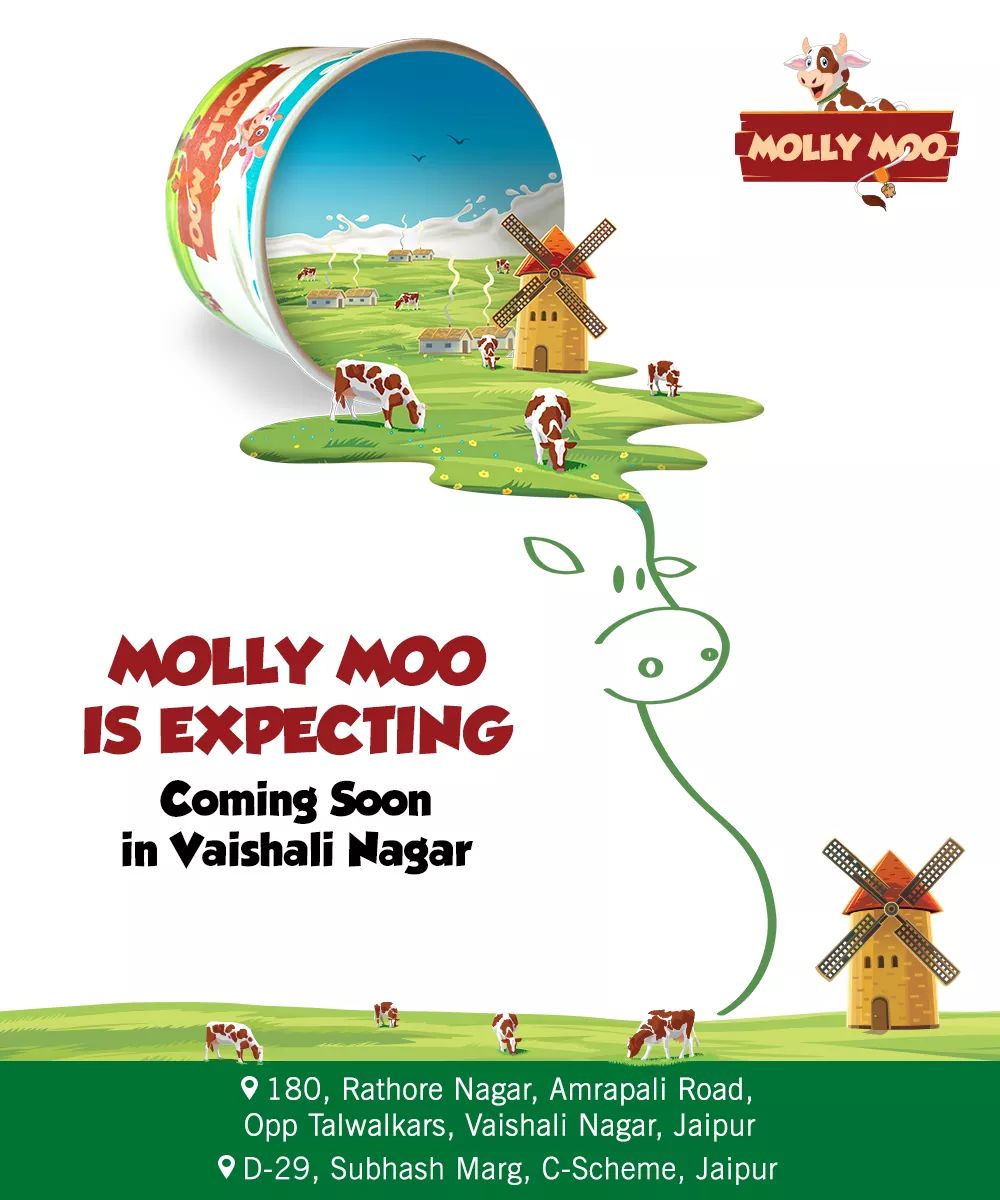 MOLLY MOO
MOLLY MOO
MOLLY MOO
IS EXPECTING
Coming Soon
in Vaishali Nagar
180, Rathore Nagar, Amrapali Road,
Opp Talwalkars, Vaishali Nagar, Jaipur
D-29, Subhash Marg, C-Scheme, Jaipur